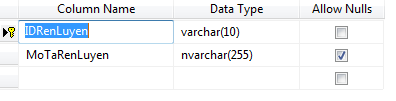 Column Name Data Type Allow Nulls
IDRenLuyen varchar(10)
MoTaRenLuyen nvarchar(255)